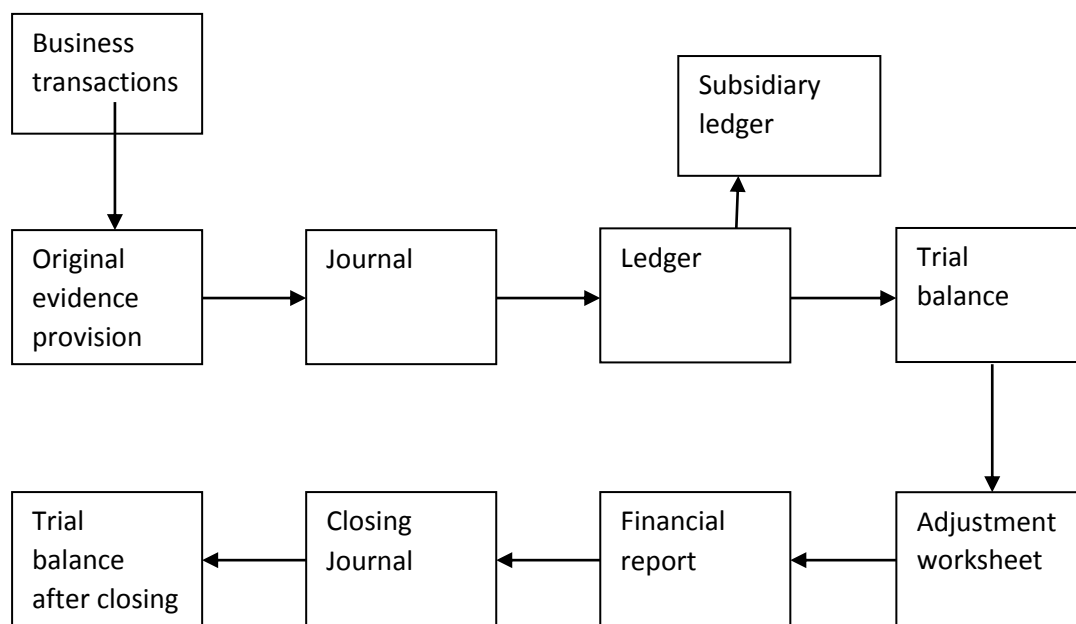 Business
transactions
Subsidiary
ledger
Original
evidence
provision
Journal
Ledger
Trial
balance
Trial
balance
after closing
Closing
Journal
Financial
report
Adjustment
worksheet